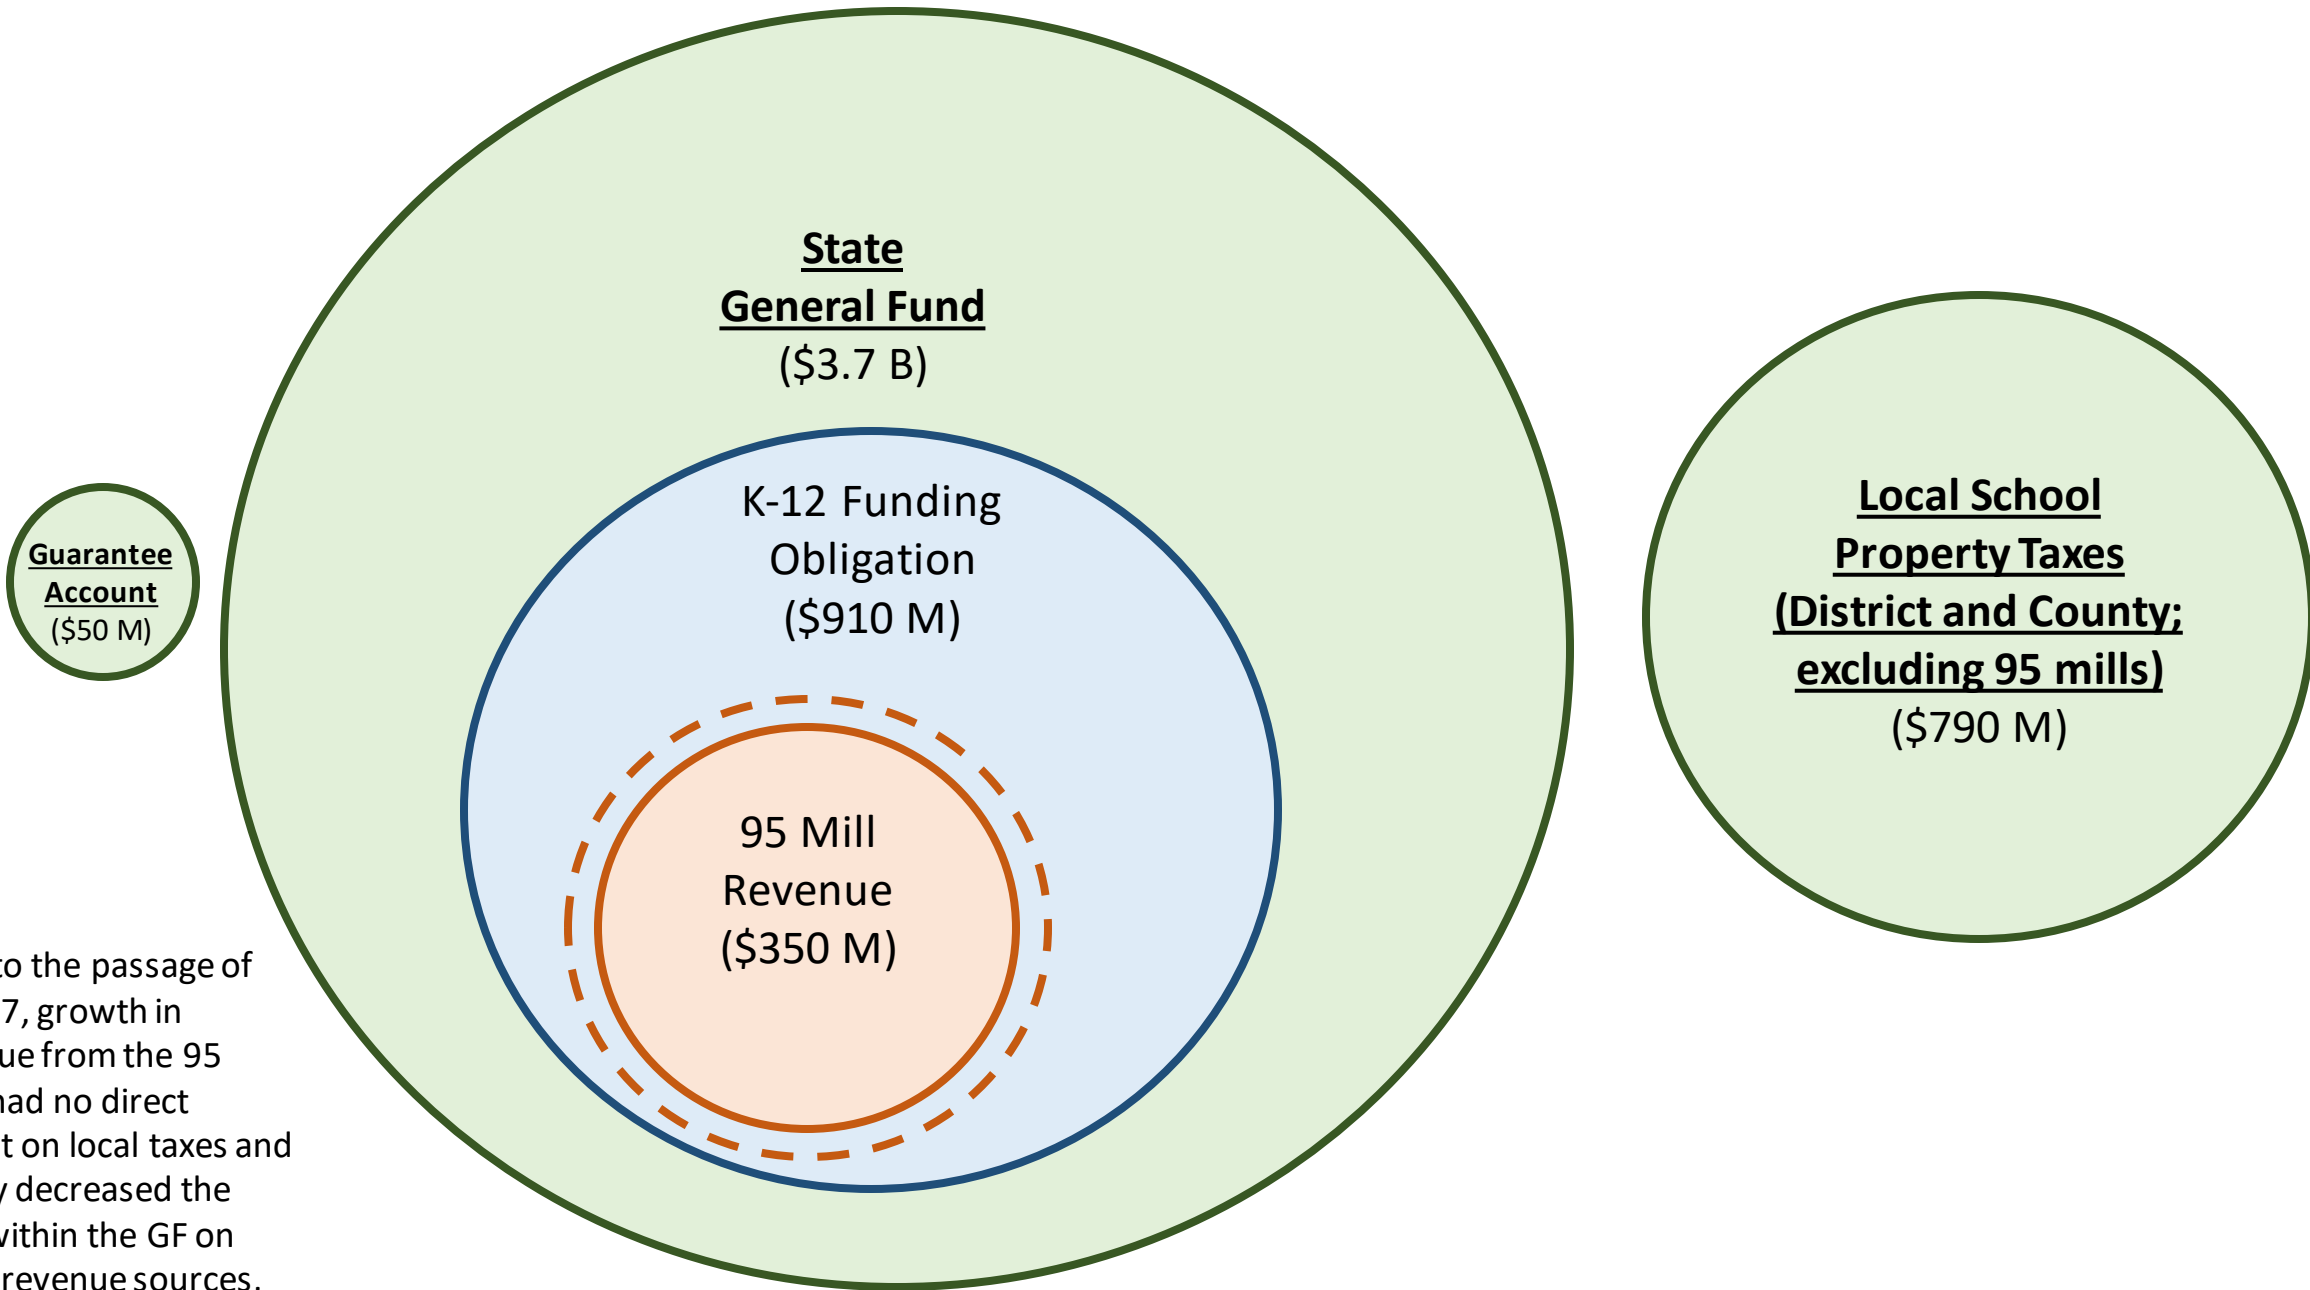 State
General Fund
($3.7 B)
K-12 Funding
Obligation
($910 M)
95 Mill
Revenue
($350 M)
Guarantee
Account
($50 M)
Local School
Property Taxes
(District and County;
excluding 95 mills)
($790 M)
to the passage of
7, growth in
from the 95
had no direct
on local taxes and
decreased the
within the GF on
revenue sources.